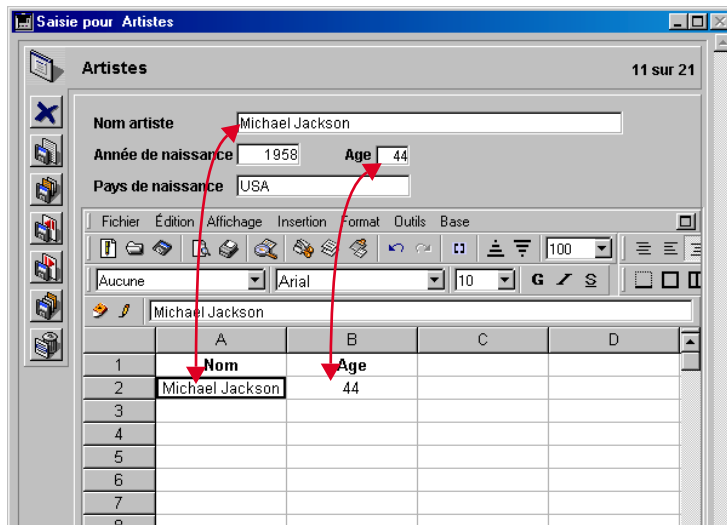 Saisie pour Artistes
Artistes 11 sur 21
Nom artiste Michael Jackson
Année de naissance 1958 Age 44
Pays de naissance USA
Fichier Édition Affichage Insertion Format Outils Base
100
Aucune Arial 10 G I S
Michael Jackson
A B C D
1 Nom Age
2 Michael Jackson 44
3
4
5
6
7
8